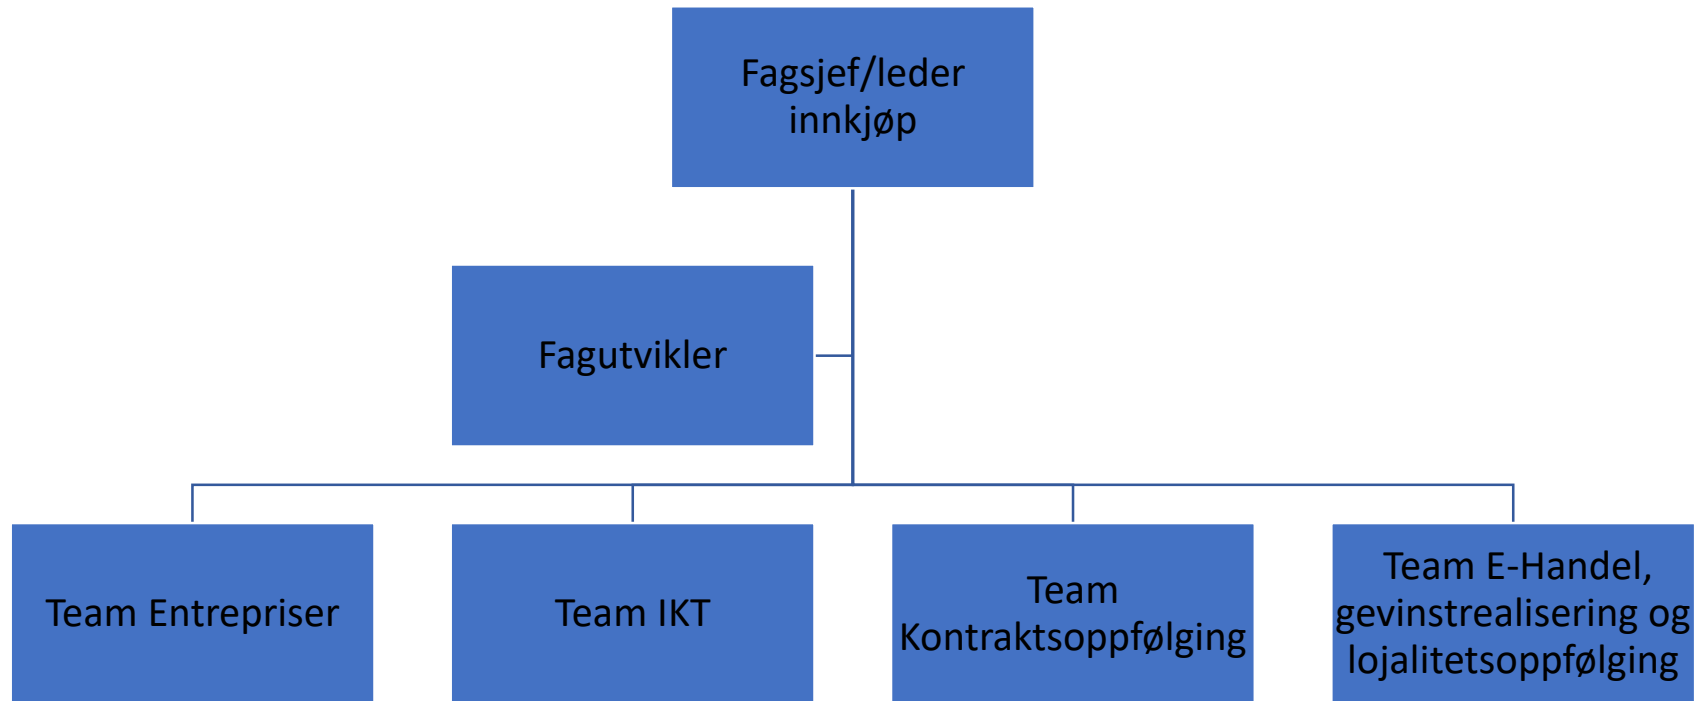 Fagsjef/leder
innkjøp
Fagutvikler
Team Entrepriser
Team IKT
Team
Kontraktsoppfølging
Team E-Handel,
gevinstrealisering og
lojalitetsoppfølging